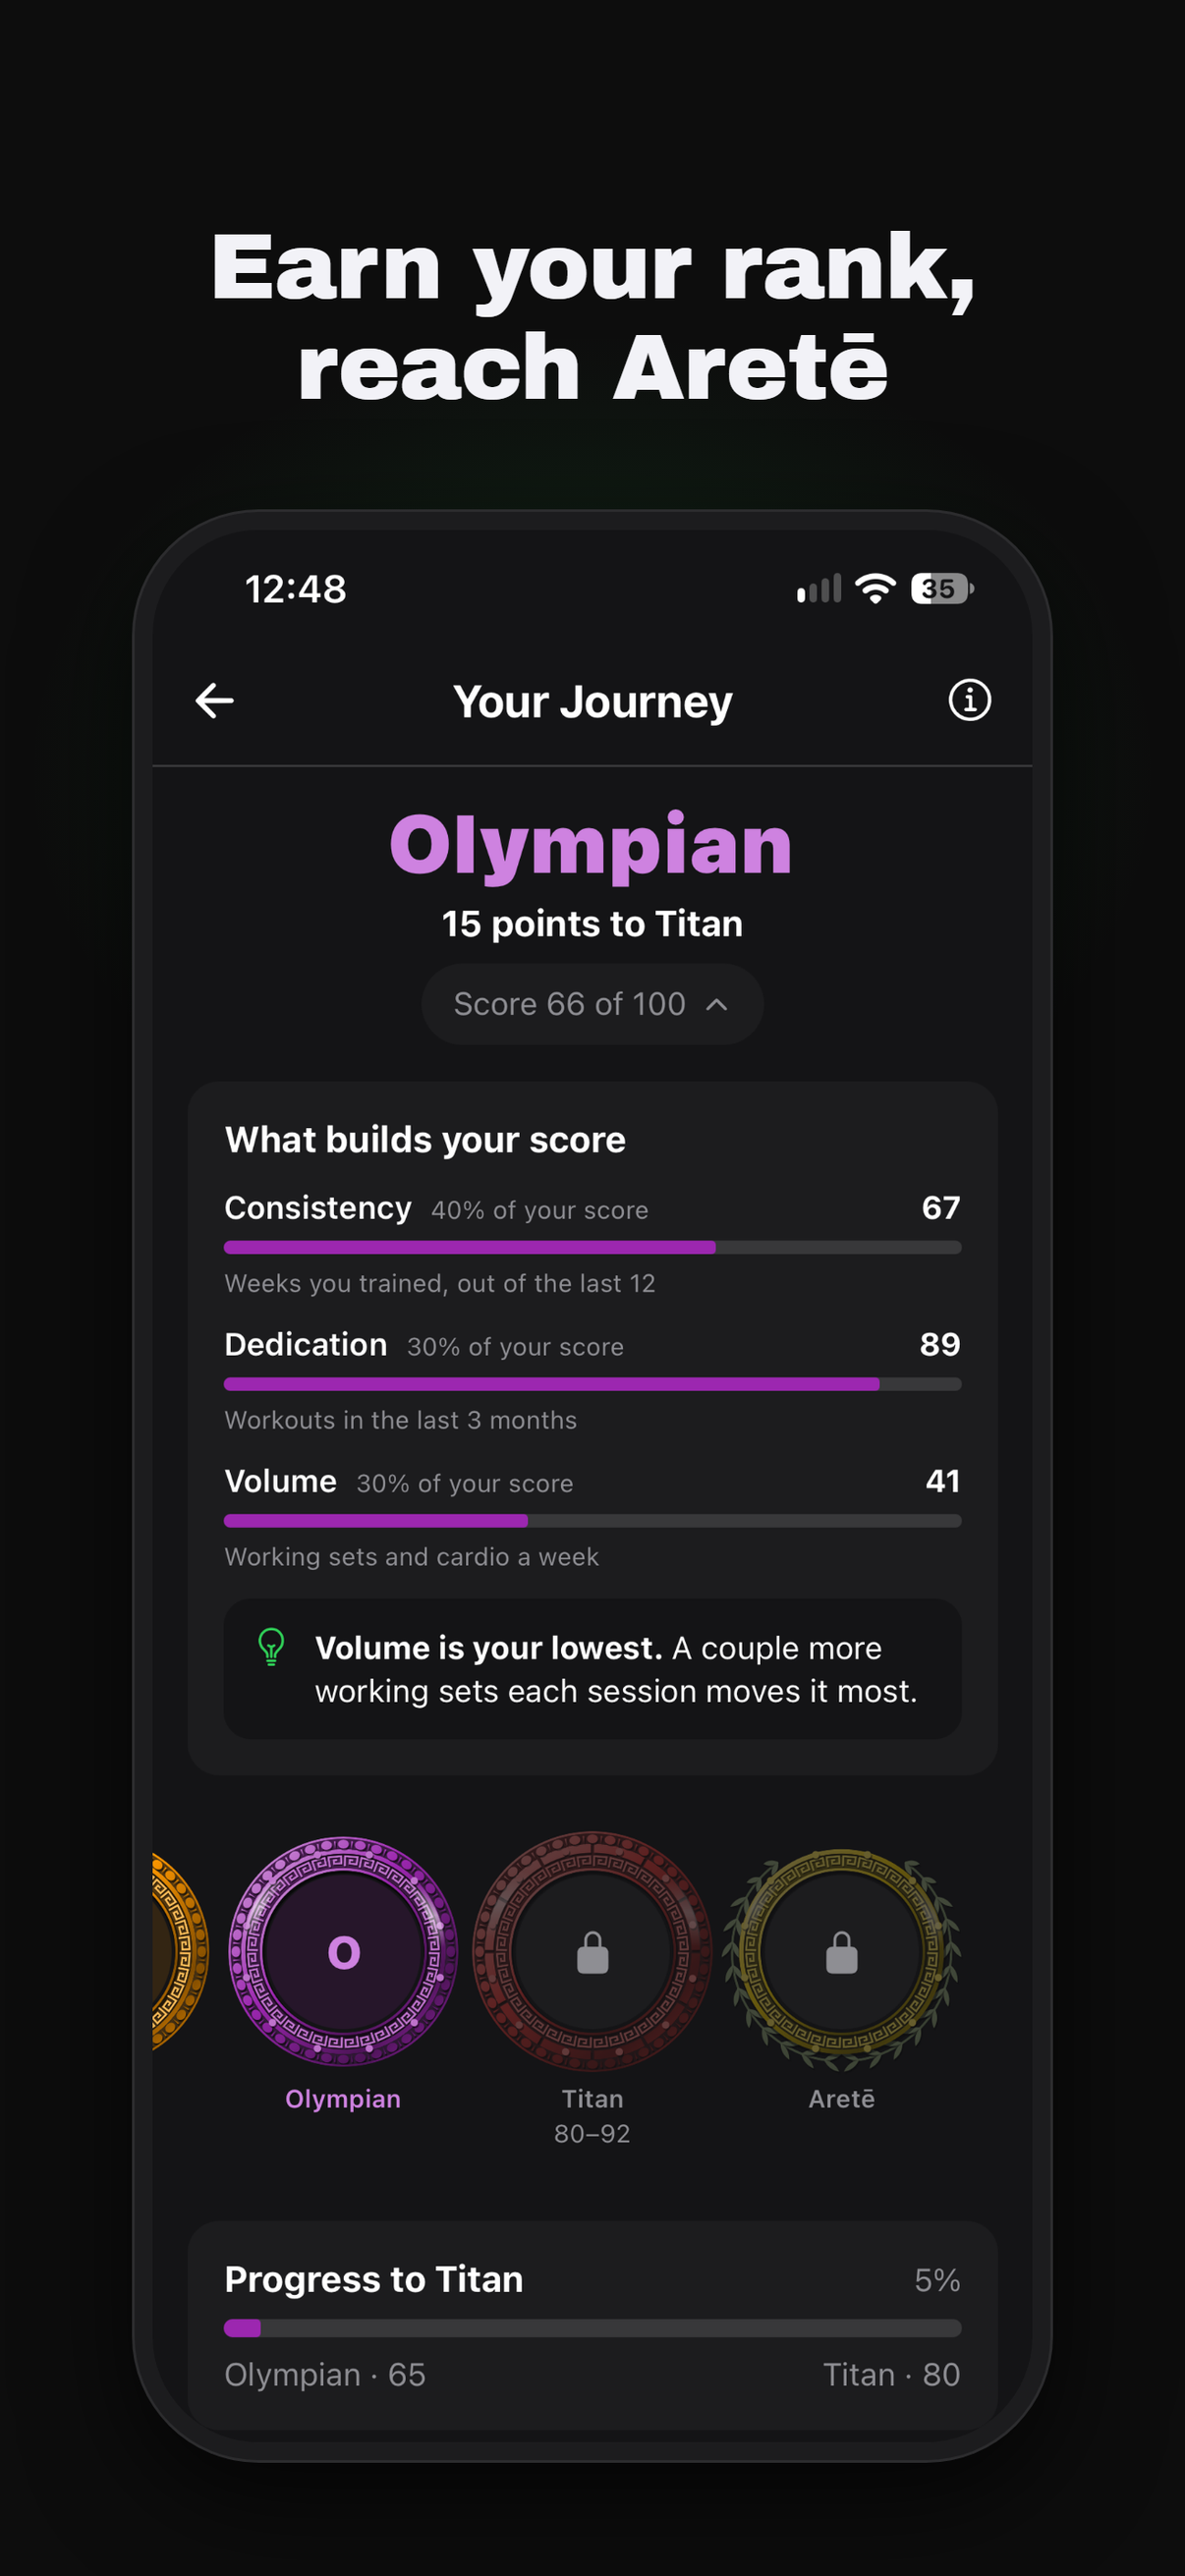 Earn your rank,
reach Aretē
12:48
35
Your Journey
Olympian
15 points to Titan
Score 66 of 100
What builds your score
Consistency 40% of your score 67
Weeks you trained, out of the last 12
Dedication 30% of your score 89
Workouts in the last 3 months
Volume 30% of your score 41
Working sets and cardio a week
Volume is your lowest. A couple more
working sets each session moves it most.
O
Olympian
Titan
80–92
Aretē
Progress to Titan 5%
Olympian · 65 Titan · 80